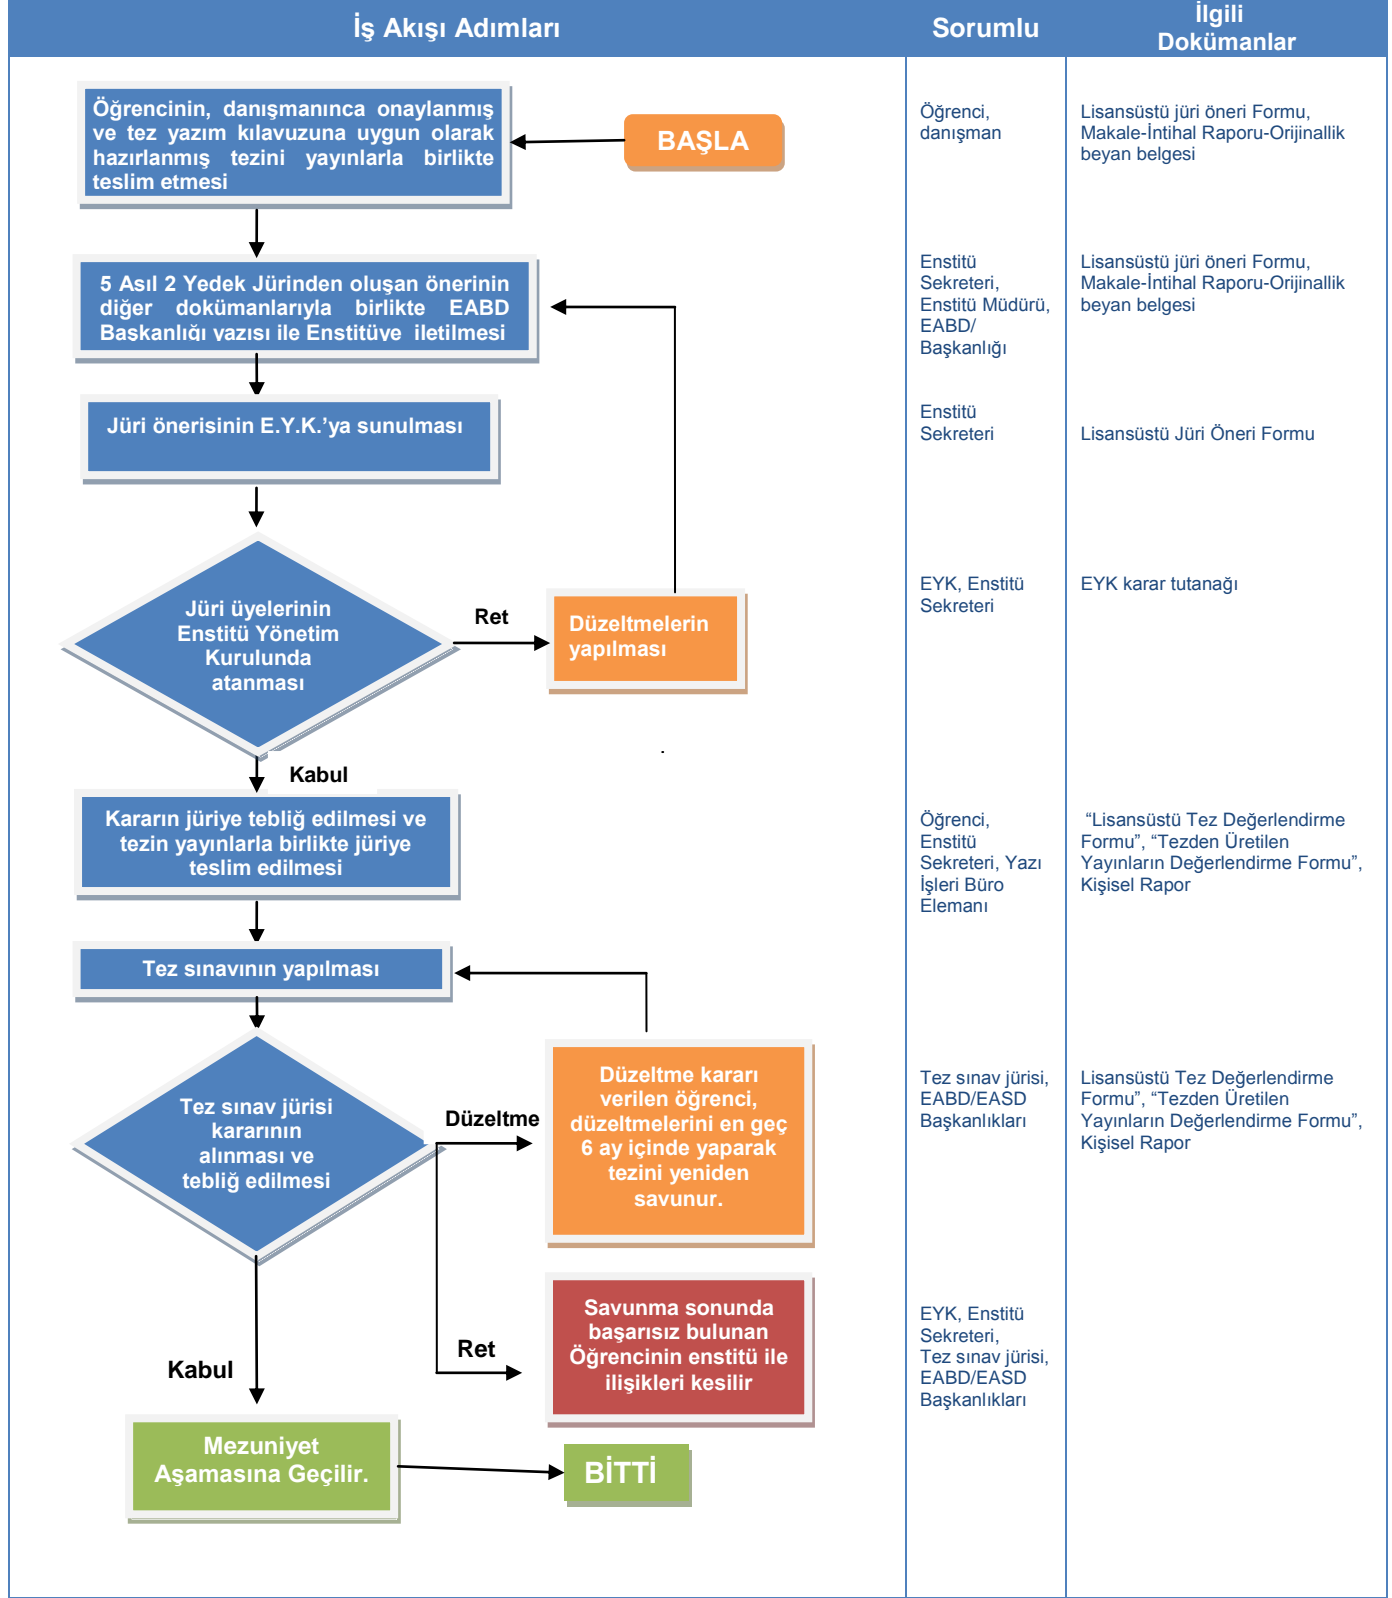 İş Akışı Adımları
Sorumlu
İlgili
Dokümanlar
Öğrencinin, danışmanınca onaylanmış
ve tez yazım kılavuzuna uygun olarak
hazırlanmış tezini yayınlarla birlikte
teslim etmesi
BAŞLA
Öğrenci,
danışman
Lisansüstü jüri öneri Formu,
Makale-İntihal Raporu-Orijinallik
beyan belgesi
5 Asıl 2 Yedek Jürinden oluşan önerinin
diğer dokümanlarıyla birlikte EABD
Başkanlığı yazısı ile Enstitüye iletilmesi
Enstitü
Sekreteri,
Enstitü Müdürü,
EABD/
Başkanlığı
Lisansüstü jüri öneri Formu,
Makale-İntihal Raporu-Orijinallik
beyan belgesi
Jüri önerisinin E.Y.K.’ya sunulması
Enstitü
Sekreteri
Lisansüstü Jüri Öneri Formu
Jüri üyelerinin
Enstitü Yönetim
Kurulunda
atanması
Ret
Düzeltmelerin
yapılması
EYK, Enstitü
Sekreteri
EYK karar tutanağı
.
Kabul
Kararın jüriye tebliğ edilmesi ve
tezin yayınlarla birlikte jüriye
teslim edilmesi
Öğrenci,
Enstitü
Sekreteri, Yazı
İşleri Büro
Elemanı
“Lisansüstü Tez Değerlendirme
Formu”, “Tezden Üretilen
Yayınların Değerlendirme Formu”,
Kişisel Rapor
Tez sınavının yapılması
Tez sınav jürisi
kararının
alınması ve
tebliğ edilmesi
Düzeltme
Düzeltme kararı
verilen öğrenci,
düzeltmelerini en geç
6 ay içinde yaparak
tezini yeniden
savunur.
Tez sınav jürisi,
EABD/EASD
Başkanlıkları
Lisansüstü Tez Değerlendirme
Formu”, “Tezden Üretilen
Yayınların Değerlendirme Formu”,
Kişisel Rapor
Ret
Savunma sonunda
başarısız bulunan
Öğrencinin enstitü ile
ilişikleri kesilir
EYK, Enstitü
Sekreteri,
Tez sınav jürisi,
EABD/EASD
Başkanlıkları
Kabul
Mezuniyet
Aşamasına Geçilir.
BİTTİ